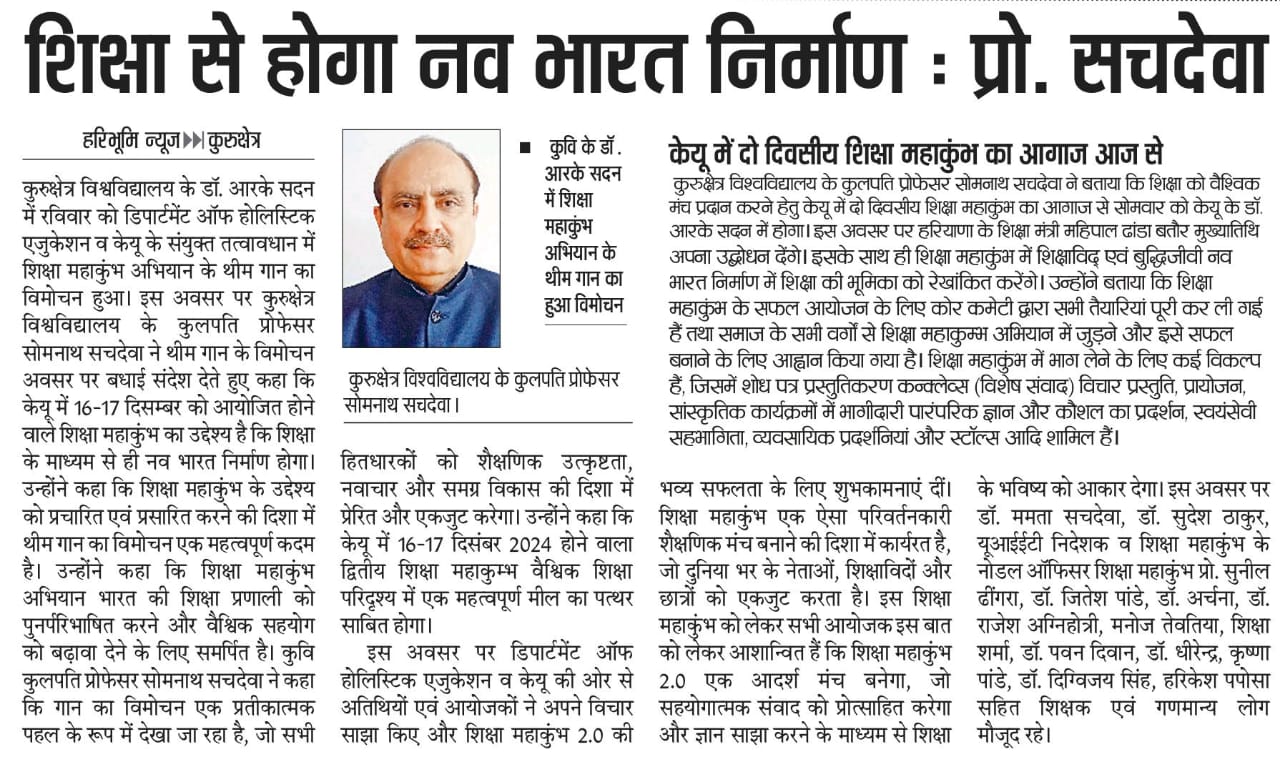 शिक्षा से होगा नव भारत निर्माण : प्रो. सचदेवा
हरिभूमि न्यूज कुरुक्षेत्र
कुरुक्षेत्र विश्वविद्यालय के डॉ. आरके सदन
में रविवार को डिपार्टमेंट ऑफ होलिस्टिक
एजुकेशन व केयू के संयुक्त तत्वावधान में
शिक्षा महाकुंभ अभियान के थीम गान का
विमोचन हुआ। इस अवसर पर कुरुक्षेत्र
विश्वविद्यालय के कुलपति प्रोफेसर
सोमनाथ सचदेवा ने थीम गान के विमोचन
अवसर पर बधाई संदेश देते हुए कहा कि
केयू में 16-17 दिसम्बर को आयोजित होने
वाले शिक्षा महाकुंभ का उद्देश्य है कि शिक्षा
के माध्यम से ही नव भारत निर्माण होगा।
उन्होंने कहा कि शिक्षा महाकुंभ के उद्देश्य
को प्रचारित एवं प्रसारित करने की दिशा में
थीम गान का विमोचन एक महत्वपूर्ण कदम
है। उन्होंने कहा कि शिक्षा महाकुंभ
अभियान भारत की शिक्षा प्रणाली को
पुनर्परिभाषित करने और वैश्विक सहयोग
को बढ़ावा देने के लिए समर्पित है। कुवि
कुलपति प्रोफेसर सोमनाथ सचदेवा ने कहा
कि गान का विमोचन एक प्रतीकात्मक
पहल के रूप में देखा जा रहा है, जो सभी
■ कुवि के डॉ.
आरके सदन
में शिक्षा
महाकुंभ
अभियान के
थीम गान का
हुआ विमोचन
कुरुक्षेत्र विश्वविद्यालय के कुलपति प्रोफेसर
सोमनाथ सचदेवा।
हितधारकों को शैक्षणिक उत्कृष्टता,
नवाचार और समग्र विकास की दिशा में
प्रेरित और एकजुट करेगा। उन्होंने कहा कि
केयू में 16-17 दिसंबर 2024 होने वाला
द्वितीय शिक्षा महाकुम्भ वैश्विक शिक्षा
परिदृश्य में एक महत्वपूर्ण मील का पत्थर
साबित होगा।
इस अवसर पर डिपार्टमेंट ऑफ
होलिस्टिक एजुकेशन व केयू की ओर से
अतिथियों एवं आयोजकों ने अपने विचार
साझा किए और शिक्षा महाकुंभ 2.0 की
केयू में दो दिवसीय शिक्षा महाकुंभ का आगाज आज से
कुरुक्षेत्र विश्वविद्यालय के कुलपति प्रोफेसर सोमनाथ सचदेवा ने बताया कि शिक्षा को वैश्विक
मंच प्रदान करने हेतु केयू में दो दिवसीय शिक्षा महाकुंभ का आगाज से सोमवार को केयू के डॉ.
आरके सदन में होगा। इस अवसर पर हरियाणा के शिक्षा मंत्री महिपाल ढांडा बतौर मुख्यातिथि
अपना उद्बोधन देंगे। इसके साथ ही शिक्षा महाकुंभ में शिक्षाविद् एवं बुद्धिजीवी नव
भारत निर्माण में शिक्षा की भूमिका को रेखांकित करेंगे। उन्होंने बताया कि शिक्षा
महाकुंभ के सफल आयोजन के लिए कोर कमेटी द्वारा सभी तैयारियां पूरी कर ली गई
हैं तथा समाज के सभी वर्गों से शिक्षा महाकुम्भ अभियान में जुड़ने और इसे सफल
बनाने के लिए आह्वान किया गया है। शिक्षा महाकुंभ में भाग लेने के लिए कई विकल्प
हैं, जिसमें शोध पत्र प्रस्तुतिकरण कन्क्लेव्स (विशेष संवाद) विचार प्रस्तुति, प्रायोजन,
सांस्कृतिक कार्यक्रमों में भागीदारी पारंपरिक ज्ञान और कौशल का प्रदर्शन, स्वयंसेवी
सहभागिता, व्यवसायिक प्रदर्शनियां और स्टॉल्स आदि शामिल हैं।
भव्य सफलता के लिए शुभकामनाएं दीं।
शिक्षा महाकुंभ एक ऐसा परिवर्तनकारी
शैक्षणिक मंच बनाने की दिशा में कार्यरत है,
जो दुनिया भर के नेताओं, शिक्षाविदों और
छात्रों को एकजुट करता है। इस शिक्षा
महाकुंभ को लेकर सभी आयोजक इस बात
को लेकर आशान्वित हैं कि शिक्षा महाकुंभ
2.0 एक आदर्श मंच बनेगा, जो
सहयोगात्मक संवाद को प्रोत्साहित करेगा
और ज्ञान साझा करने के माध्यम से शिक्षा
के भविष्य को आकार देगा। इस अवसर पर
डॉ. ममता सचदेवा, डॉ. सुदेश ठाकुर,
यूआईईटी निदेशक व शिक्षा महाकुंभ के
नोडल ऑफिसर शिक्षा महाकुंभ प्रो. सुनील
ढींगरा, डॉ. जितेश पांडे, डॉ. अर्चना, डॉ.
राजेश अग्निहोत्री, मनोज तेवतिया, शिक्षा
शर्मा, डॉ. पवन दिवान, डॉ. धीरेन्द्र, कृष्णा
पांडे, डॉ. दिग्विजय सिंह, हरिकेश पपोसा
सहित शिक्षक एवं गणमान्य लोग
मौजूद रहे।